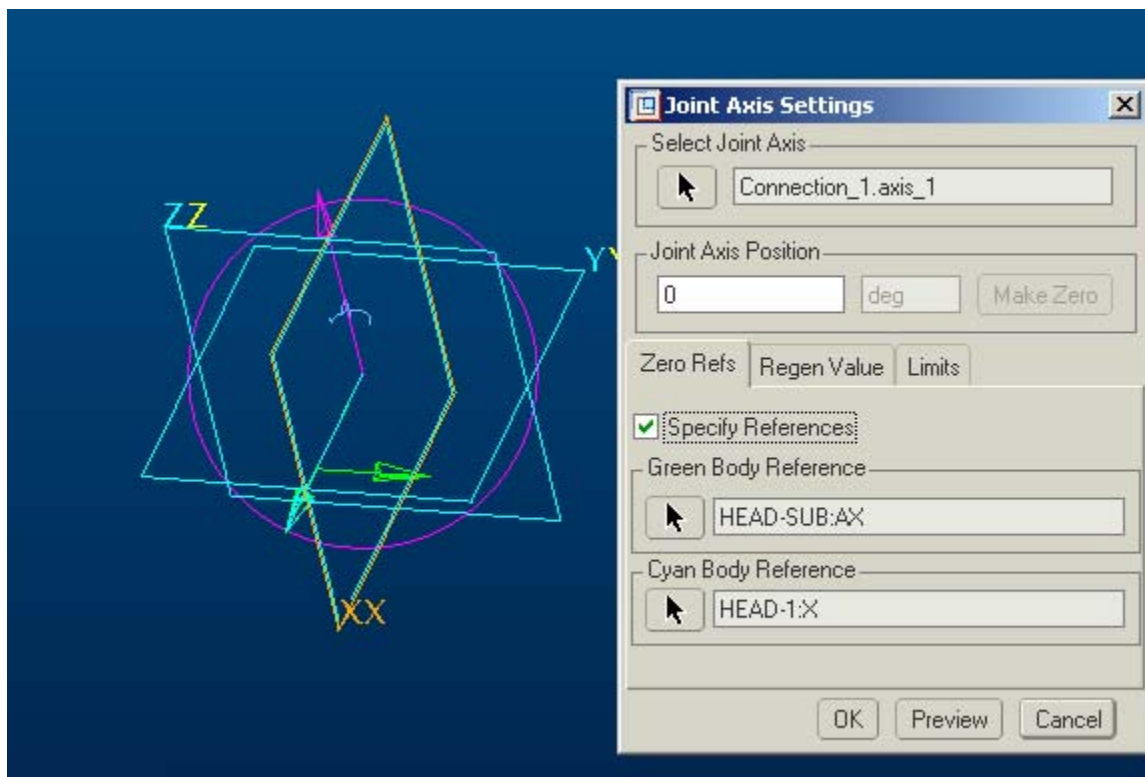 ZZ
Y
XX
Joint Axis Settings
Select Joint Axis
Connection_1.axis_1
Joint Axis Position
0
deg
Make Zero
Zero Refs
Regen Value
Limits
Specify References
Green Body Reference
HEAD-SUB:AX
Cyan Body Reference
HEAD-1:X
OK
Preview
Cancel